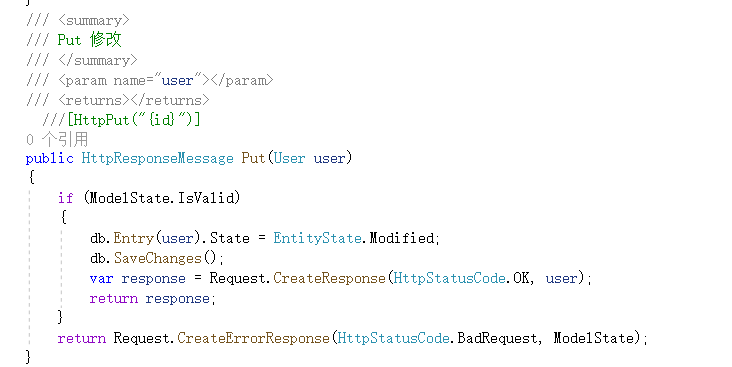 /// <summary>
/// Put 修改
/// </summary>
/// <param name="user"></param>
/// <returns></returns>
///[HttpPut("{id}")]
0 个引用
public HttpResponseMessage Put(User user)
{
if (ModelState.IsValid)
{
db.Entry(user).State = EntityState.Modified;
db.SaveChanges();
var response = Request.CreateResponse(HttpStatusCode.OK, user);
return response;
}
return Request.CreateErrorResponse(HttpStatusCode.BadRequest, ModelState);
}